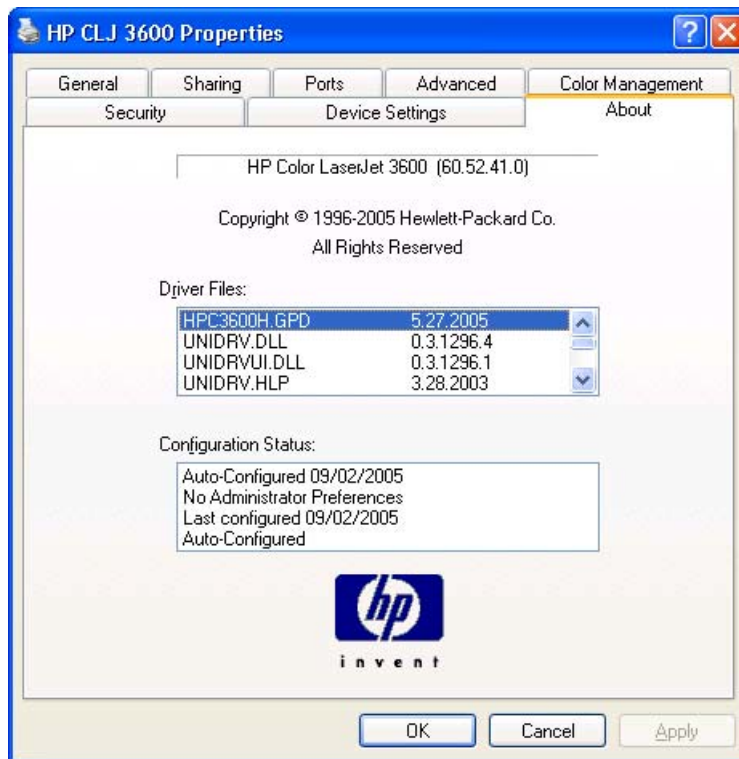 HP CLJ 3600 Properties
General Sharing Ports Advanced Color Management
Security Device Settings About
HP Color LaserJet 3600 (60.52.41.0)
Copyright © 1996-2005 Hewlett-Packard Co.
All Rights Reserved
Driver Files:
HPC3600H.GPD 5.27.2005
UNIDRV.DLL 0.3.1296.4
UNIDRVUI.DLL 0.3.1296.1
UNIDRV.HLP 3.28.2003
Configuration Status:
Auto-Configured 09/02/2005
No Administrator Preferences
Last configured 09/02/2005
Auto-Configured
hp
invent
OK Cancel Apply